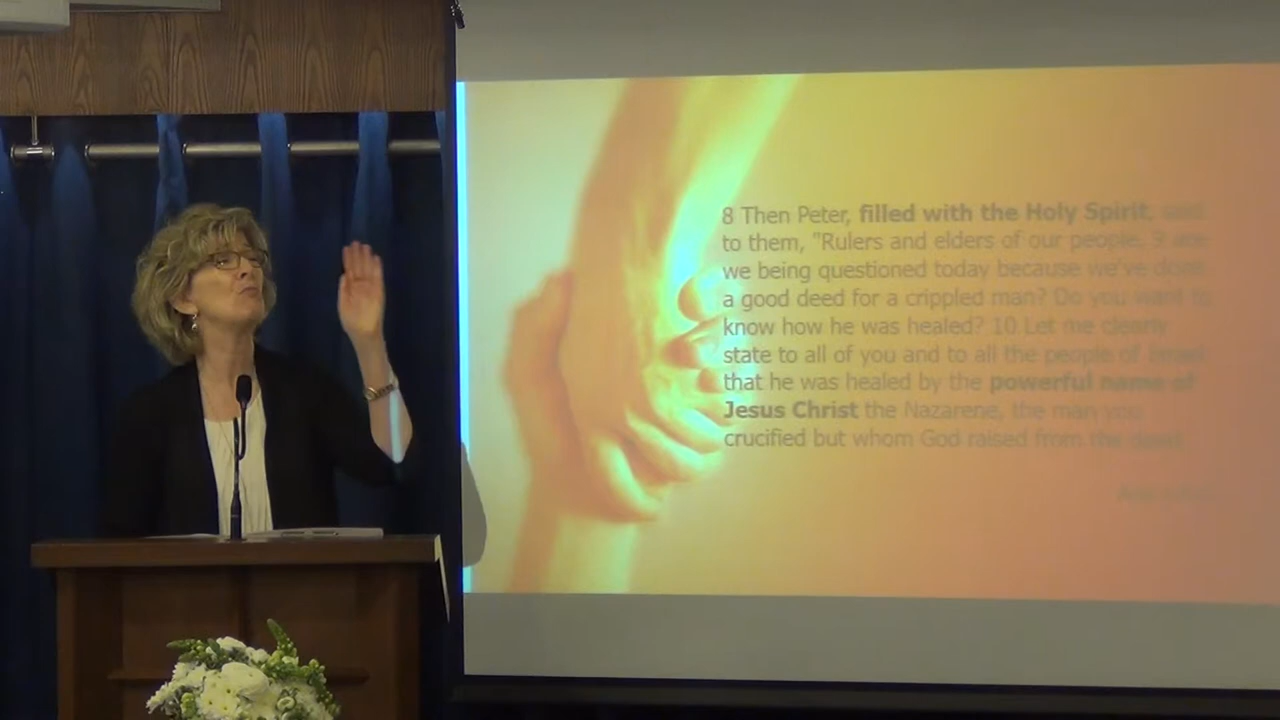 8 Then Peter, filled with the Holy Spirit, said
to them, "Rulers and elders of our people, 9 are
we being questioned today because we've done
a good deed for a crippled man? Do you want to
know how he was healed? 10 Let me clearly
state to all of you and to all the people of Israel
that he was healed by the powerful name of
Jesus Christ the Nazarene, the man you
crucified but whom God raised from the dead.